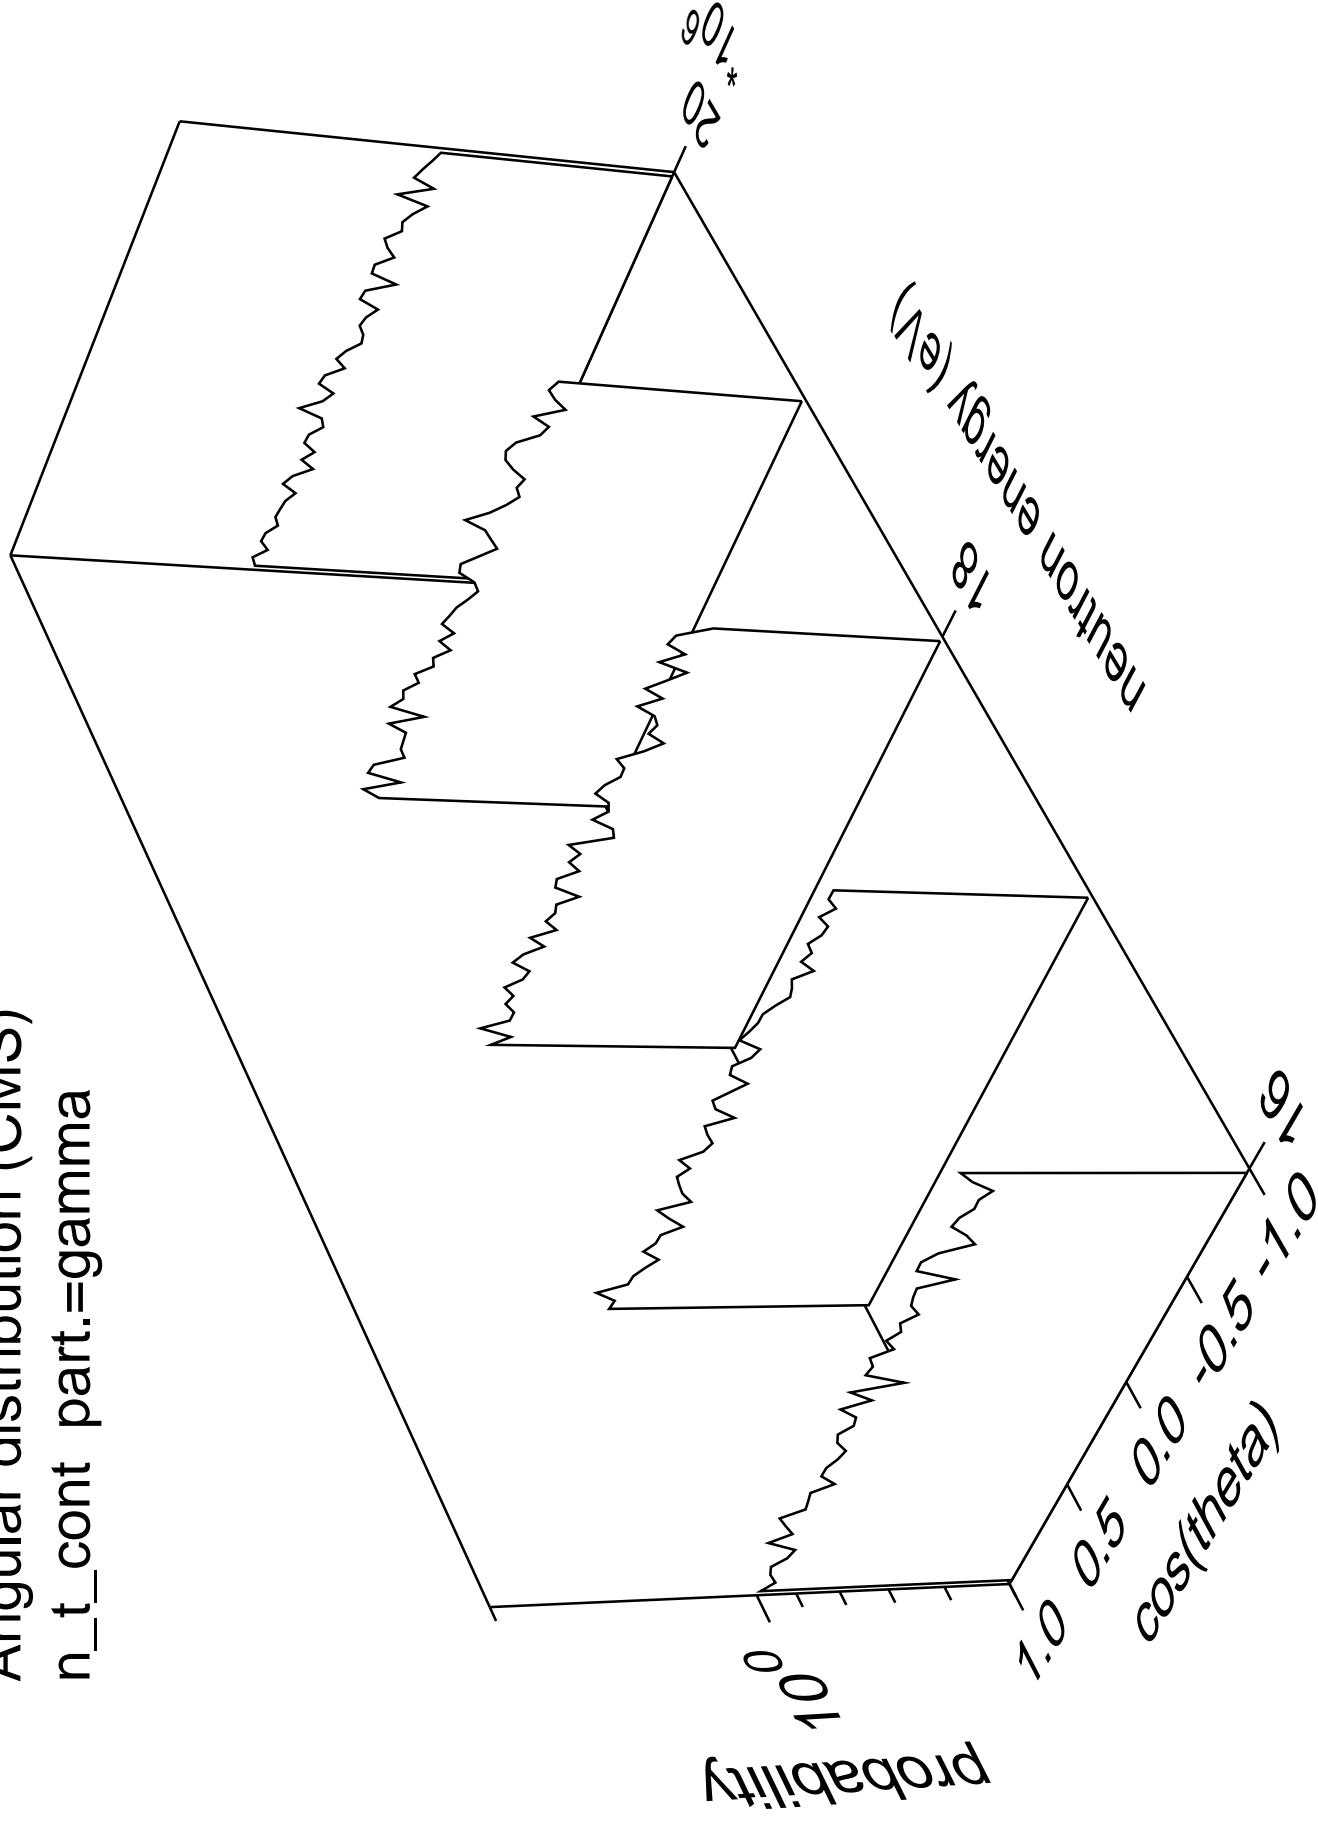 Angular distribution (CMS)
n_t_cont part.=gamma
probability
10^0
cos(theta)
1.0 0.5 0.0 -0.5 -1.0
neutron energy (eV)
16
18
20
*10^6